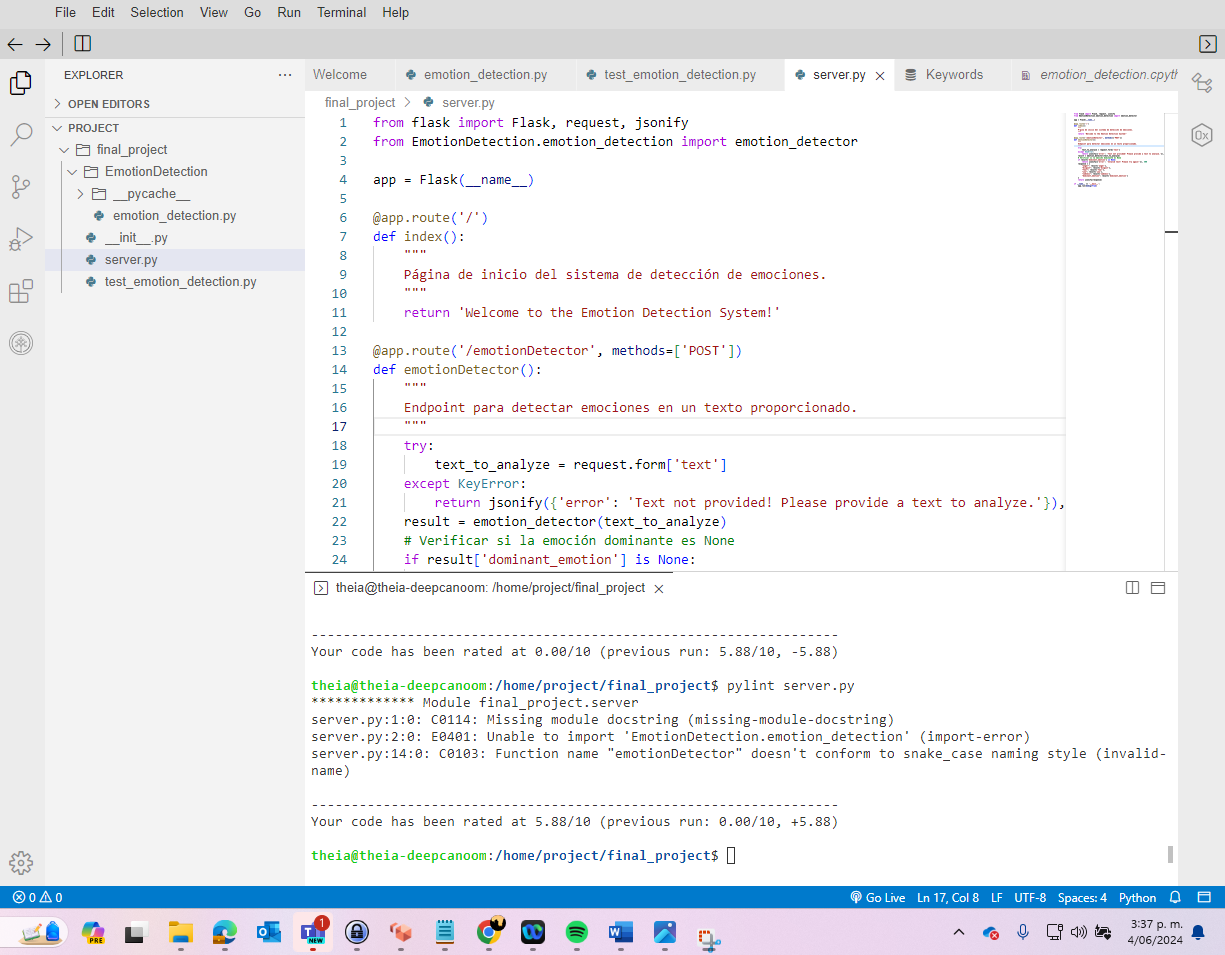 File Edit Selection View Go Run Terminal Help
EXPLORER
OPEN EDITORS
PROJECT
final_project
EmotionDetection
__pycache__
emotion_detection.py
__init__.py
server.py
test_emotion_detection.py
Welcome emotion_detection.py test_emotion_detection.py server.py Keywords emotion_detection.cpyth
final_project > server.py
1 from flask import Flask, request, jsonify
2 from EmotionDetection.emotion_detection import emotion_detector
3
4 app = Flask(__name__)
5
6 @app.route('/')
7 def index():
8 """
9 Página de inicio del sistema de detección de emociones.
10 """
11 return 'Welcome to the Emotion Detection System!'
12
13 @app.route('/emotionDetector', methods=['POST'])
14 def emotionDetector():
15 """
16 Endpoint para detectar emociones en un texto proporcionado.
17 """
18 try:
19 text_to_analyze = request.form['text']
20 except KeyError:
21 return jsonify({'error': 'Text not provided! Please provide a text to analyze.'}),
22 result = emotion_detector(text_to_analyze)
23 # Verificar si la emoción dominante es None
24 if result['dominant_emotion'] is None:
theia@theia-deepcanoom: /home/project/final_project
------------------------------------------------------------------
Your code has been rated at 0.00/10 (previous run: 5.88/10, -5.88)
theia@theia-deepcanoom:/home/project/final_project$ pylint server.py
************* Module final_project.server
server.py:1:0: C0114: Missing module docstring (missing-module-docstring)
server.py:2:0: E0401: Unable to import 'EmotionDetection.emotion_detection' (import-error)
server.py:14:0: C0103: Function name "emotionDetector" doesn't conform to snake_case naming style (invalid-
name)
------------------------------------------------------------------
Your code has been rated at 5.88/10 (previous run: 0.00/10, +5.88)
theia@theia-deepcanoom:/home/project/final_project$
0 0 Go Live Ln 17, Col 8 LF UTF-8 Spaces: 4 Python
PRE
1
NEW
3:37 p. m.
4/06/2024